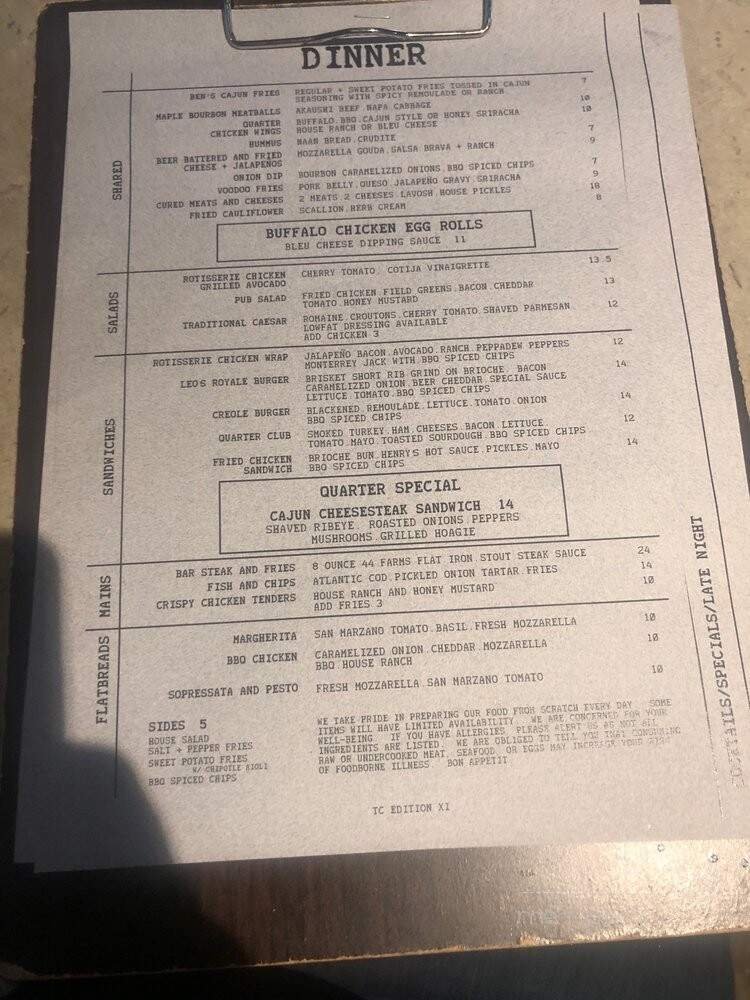 DINNER
SHARED
BEN'S CAJUN FRIES REGULAR + SWEET POTATO FRIES TOSSED IN CAJUN 7
SEASONING WITH SPICY REMOULADE OR RANCH
MAPLE BOURBON MEATBALLS AKAUSHI BEEF.NAPA CABBAGE 10
QUARTER BUFFALO.BBQ.CAJUN STYLE OR HONEY SRIRACHA 10
CHICKEN WINGS HOUSE RANCH OR BLEU CHEESE
HUMMUS NAAN BREAD.CRUDITE 7
BEER BATTERED AND FRIED MOZZARELLA GOUDA.SALSA BRAVA + RANCH 9
CHEESE + JALAPENOS
ONION DIP BOURBON CARAMELIZED ONIONS.BBQ SPICED CHIPS 7
VOODOO FRIES PORK BELLY.QUESO.JALAPEÑO GRAVY.SRIRACHA 9
CURED MEATS AND CHEESES 2 MEATS 2 CHEESES.LAVOSH.HOUSE PICKLES 18
FRIED CAULIFLOWER SCALLION.HERB CREAM 8
BUFFALO CHICKEN EGG ROLLS
BLEU CHEESE DIPPING SAUCE 11
SALADS
ROTISSERIE CHICKEN CHERRY TOMATO. COTIJA VINAIGRETTE 13.5
GRILLED AVOCADO
PUB SALAD FRIED CHICKEN FIELD GREENS.BACON.CHEDDAR 13
TOMATO.HONEY MUSTARD
TRADITIONAL CAESAR ROMAINE.CROUTONS.CHERRY TOMATO.SHAVED PARMESAN 12
LOWFAT DRESSING AVAILABLE
ADD CHICKEN 3
SANDWICHES
ROTISSERIE CHICKEN WRAP JALAPEÑO BACON.AVOCADO.RANCH.PEPPADEW PEPPERS 12
MONTERREY JACK WITH.BBQ SPICED CHIPS
LEO'S ROYALE BURGER BRISKET SHORT RIB GRIND ON BRIOCHE. BACON 14
CARAMELIZED ONION.BEER CHEDDAR.SPECIAL SAUCE
LETTUCE.TOMATO.BBQ SPICED CHIPS
CREOLE BURGER BLACKENED.REMOULADE.LETTUCE.TOMATO.ONION 14
BBQ SPICED CHIPS
QUARTER CLUB SMOKED TURKEY.HAM.CHEESES.BACON.LETTUCE 12
TOMATO.MAYO.TOASTED SOURDOUGH.BBQ SPICED CHIPS
FRIED CHICKEN BRIOCHE BUN.HENRY'S HOT SAUCE.PICKLES.MAYO 14
SANDWICH BBQ SPICED CHIPS
QUARTER SPECIAL
CAJUN CHEESESTEAK SANDWICH 14
SHAVED RIBEYE. ROASTED ONIONS.PEPPERS
MUSHROOMS.GRILLED HOAGIE
MAINS
BAR STEAK AND FRIES 8 OUNCE 44 FARMS FLAT IRON.STOUT STEAK SAUCE 24
FISH AND CHIPS ATLANTIC COD.PICKLED ONION TARTAR.FRIES 14
CRISPY CHICKEN TENDERS HOUSE RANCH AND HONEY MUSTARD 10
ADD FRIES 3
FLATBREADS
MARGHERITA SAN MARZANO TOMATO.BASIL.FRESH MOZZARELLA 10
BBQ CHICKEN CARAMELIZED ONION.CHEDDAR.MOZZARELLA 10
BBQ.HOUSE RANCH
SOPRESSATA AND PESTO FRESH MOZZARELLA.SAN MARZANO TOMATO 10
SIDES 5
HOUSE SALAD
SALT + PEPPER FRIES
SWEET POTATO FRIES
W/ CHIPOTLE AIOLI
BBQ SPICED CHIPS
WE TAKE PRIDE IN PREPARING OUR FOOD FROM SCRATCH EVERY DAY. SOME
ITEMS WILL HAVE LIMITED AVAILABILITY. WE ARE CONCERNED FOR YOUR
WELL-BEING. IF YOU HAVE ALLERGIES, PLEASE ALERT US AS NOT ALL
INGREDIENTS ARE LISTED. WE ARE OBLIGED TO TELL YOU THAT CONSUMING
RAW OR UNDERCOOKED MEAT, SEAFOOD, OR EGGS MAY INCREASE YOUR RISK
OF FOODBORNE ILLNESS. BON APPETIT
TC EDITION XI
COCKTAILS/SPECIALS/LATE NIGHT